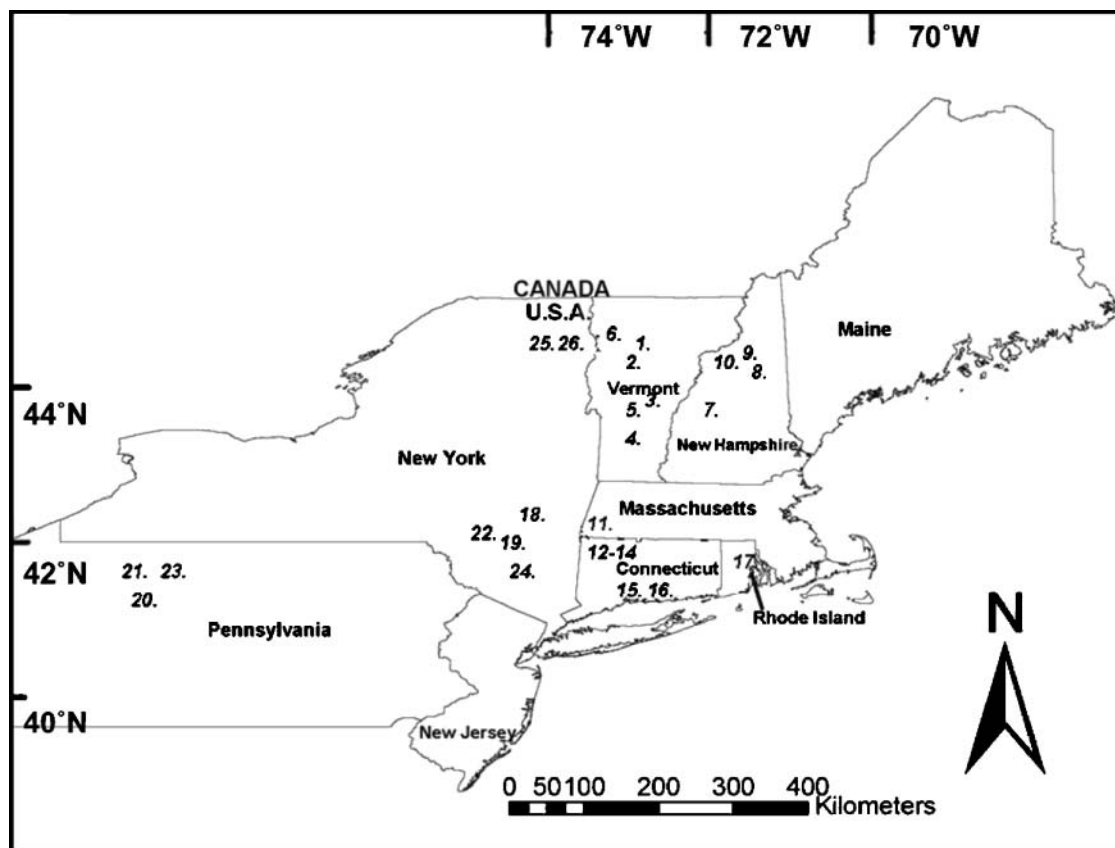 74°W 72°W 70°W
CANADA
U.S.A.
6. 1.
25. 26.
9.
10. 2. 8.
Maine
Vermont
3.
5. 7.
44°N
4.
New Hampshire
New York
Massachusetts
18.
11.
22.
19.
12-14
42°N
21. 23.
24.
Connecticut
17.
15. 16.
20.
Rhode Island
Pennsylvania
N
40°N
New Jersey
0 50 100 200 300 400
Kilometers